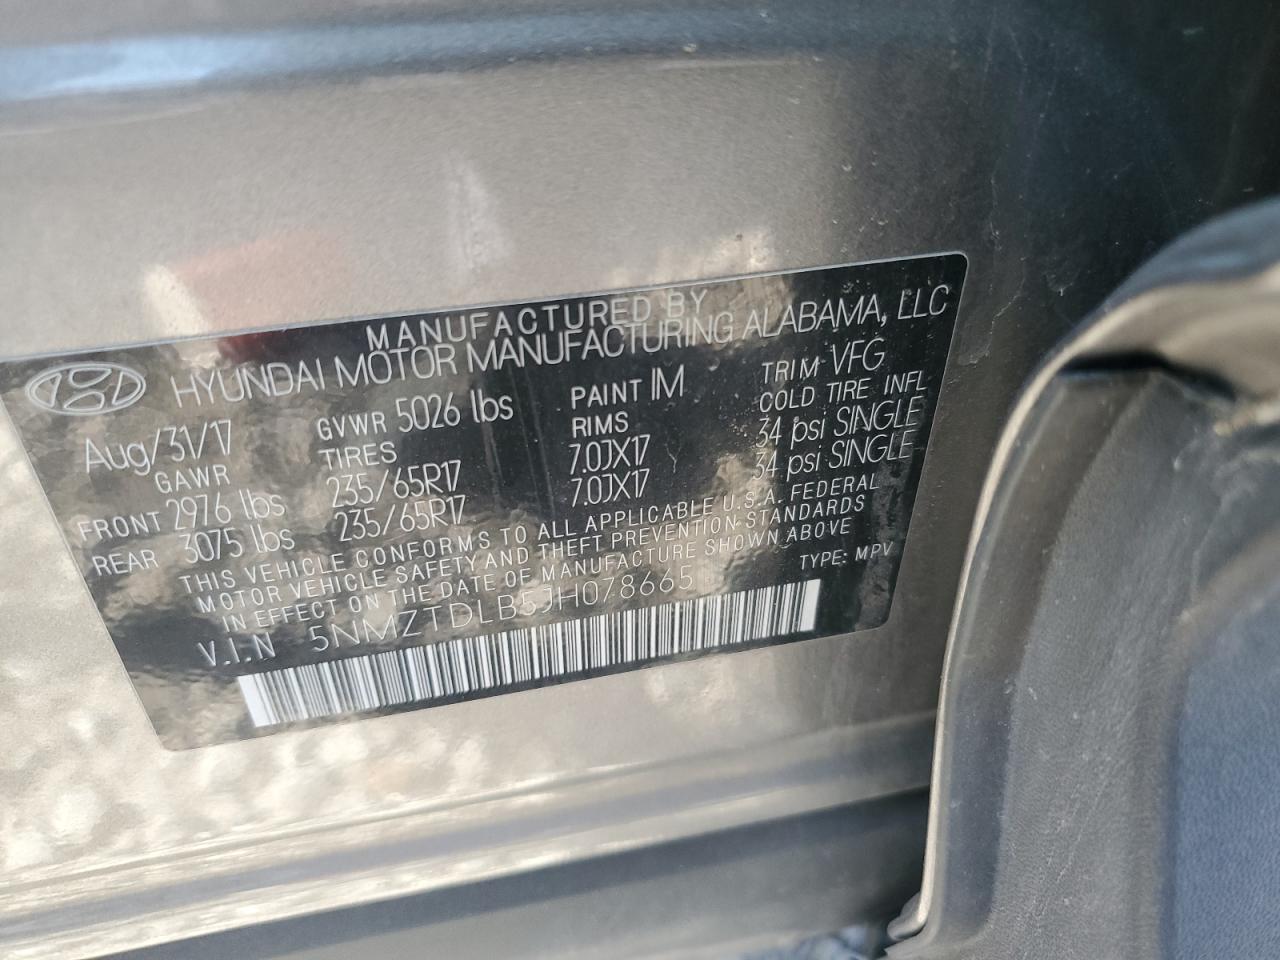 MANUFACTURED BY
HYUNDAI MOTOR MANUFACTURING ALABAMA, LLC
Aug/31/17 GVWR 5026 lbs PAINT IM TRIM VFG
GAWR TIRES RIMS COLD TIRE INFL
FRONT 2976 lbs 235/65R17 7.0JX17 34 psi SINGLE
REAR 3075 lbs 235/65R17 7.0JX17 34 psi SINGLE
THIS VEHICLE CONFORMS TO ALL APPLICABLE U.S.A. FEDERAL
MOTOR VEHICLE SAFETY AND THEFT PREVENTION STANDARDS
IN EFFECT ON THE DATE OF MANUFACTURE SHOWN ABOVE
V.I.N 5NMZTDLB5JH078665 TYPE: MPV